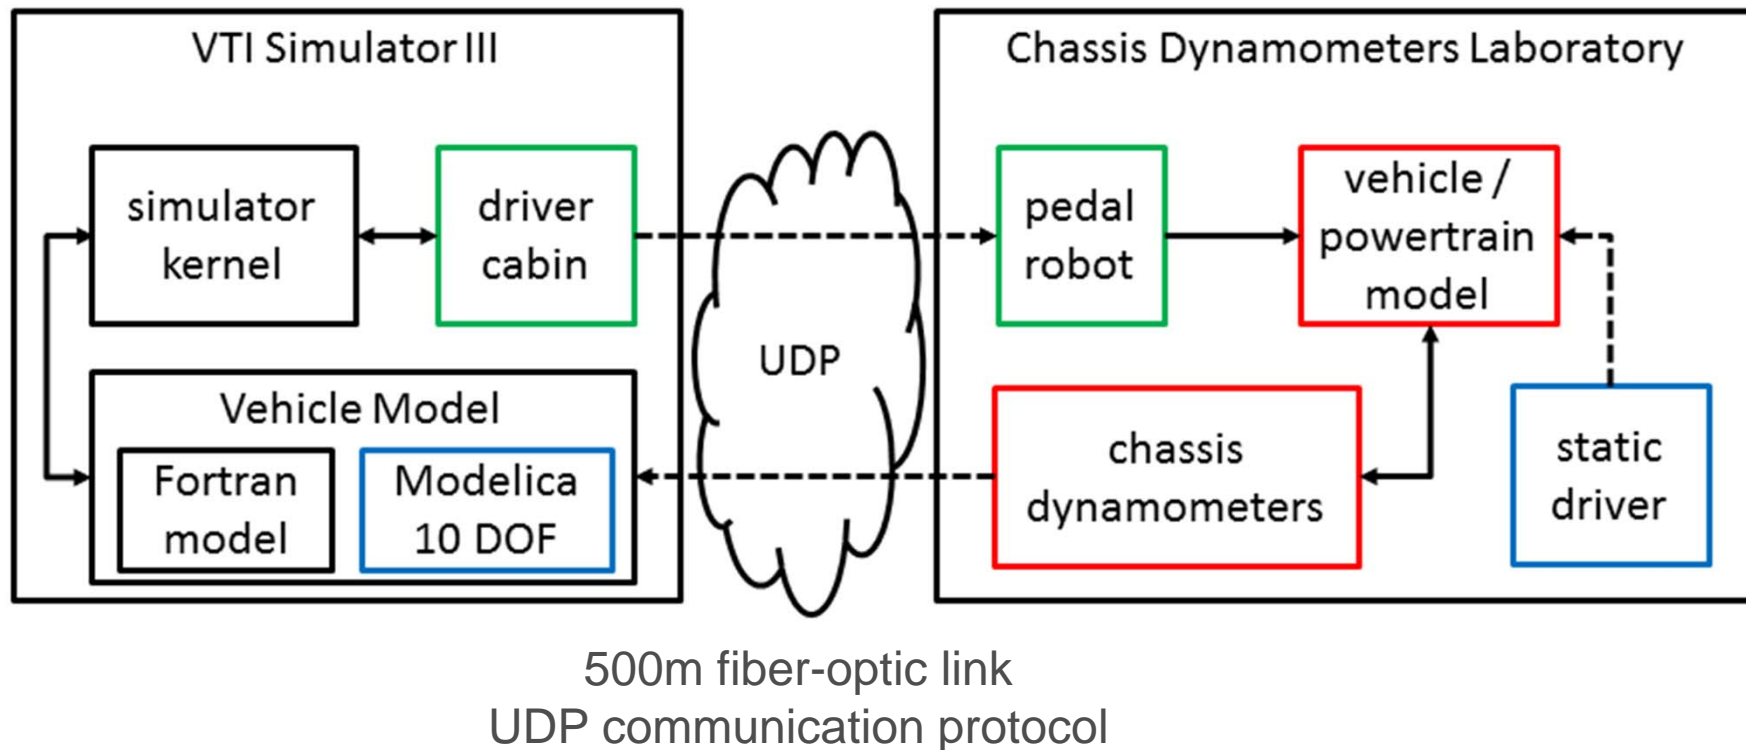 VTI Simulator III
simulator
kernel
driver
cabin
Vehicle Model
Fortran
model
Modelica
10 DOF
UDP
Chassis Dynamometers Laboratory
pedal
robot
vehicle /
powertrain
model
chassis
dynamometers
static
driver
500m fiber-optic link
UDP communication protocol